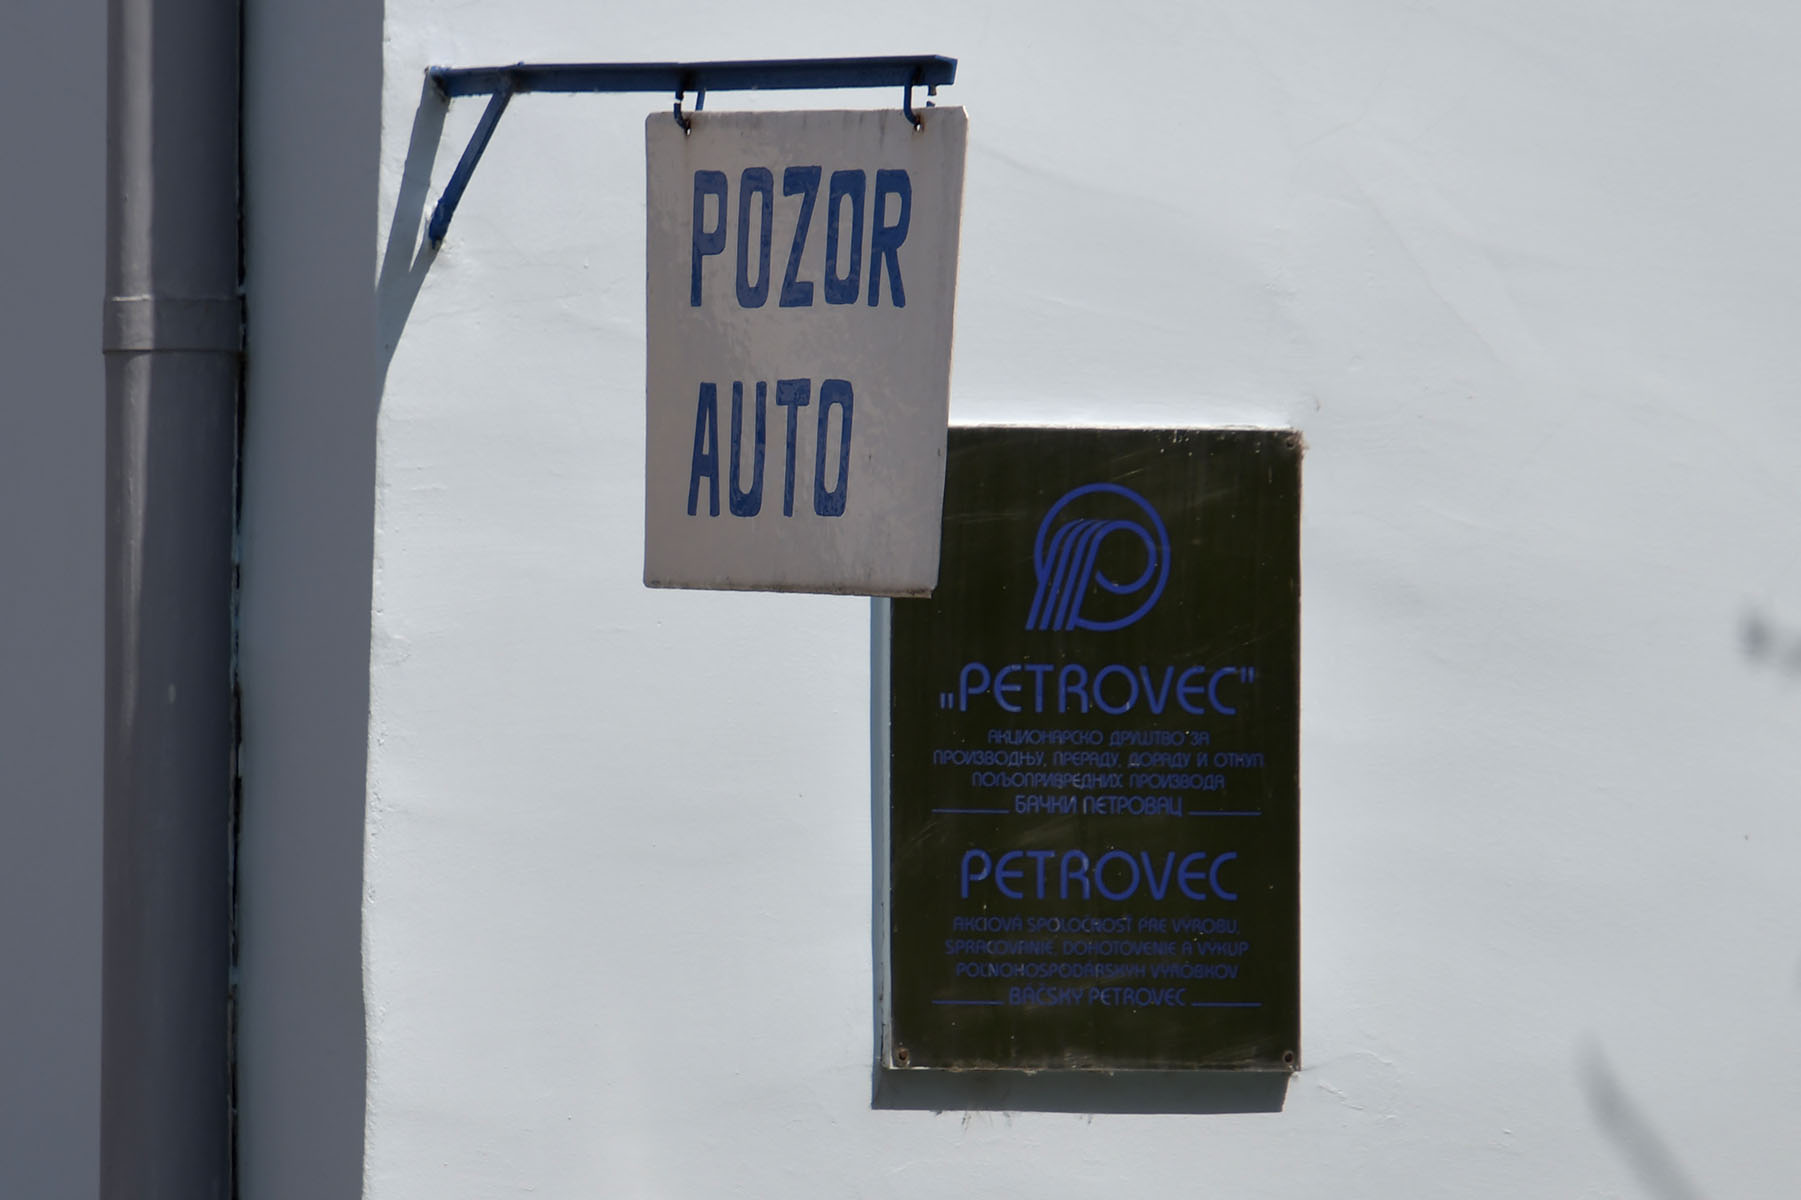 POZOR
AUTO
„PETROVEC"
АКЦИОНАРСКО ДРУШТВО ЗА
ПРОИЗВОДЊУ, ПРЕРАДУ, ДОРАДУ И ОТКУП
ПОЉОПРИВРЕДНИХ ПРОИЗВОДА
БАЧКИ ПЕТРОВАЦ
PETROVEC
AKCIOVÁ SPOLOČNOSŤ PRE VÝROBU,
SPRACOVANIE, DOHOTOVENIE A VÝKUP
POĽNOHOSPODÁRSKYH VÝROBKOV
BÁČSKY PETROVEC